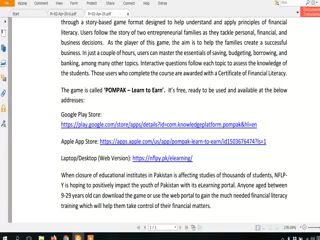 Start
through a story-based game format designed to help understand and apply principles of financial
literacy. Users follow the story of two entrepreneurial families as they tackle personal, financial, and
business decisions. As the player of this game, the aim is to help the families create a successful
business. In just a couple of hours, users can master the essentials of saving, budgeting, borrowing, and
banking, among many other topics. Interactive questions follow each topic to assess the knowledge of
the students. Those users who complete the course are awarded with a Certificate of Financial Literacy.
The game is called 'POMPAK – Learn to Earn'. It's free, ready to be used and available at the below
addresses:
Google Play Store:
https://play.google.com/store/apps/details?id=com.knowledgeplatform.pompak&hl=en
Apple App Store: https://apps.apple.com/us/app/pompak-learn-to-earn/id1503676474?ls=1
Laptop/Desktop (Web Version): https://nflpy.pk/elearning/
When closure of educational institutes in Pakistan is affecting studies of thousands of students, NFLP-
Y is hoping to positively impact the youth of Pakistan with its eLearning portal. Anyone aged between
9-29 years old can download the game or use the web portal to gain the much needed financial literacy
training which will help them take control of their financial matters.